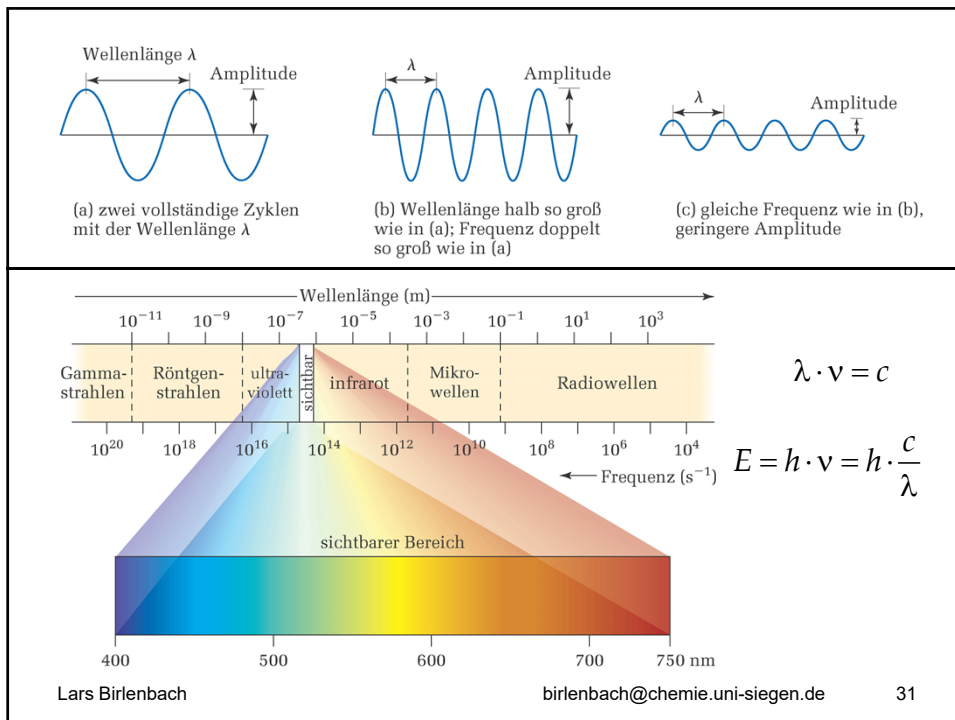 Wellenlänge λ
Amplitude
λ
Amplitude
λ
Amplitude
(a) zwei vollständige Zyklen
mit der Wellenlänge λ
(b) Wellenlänge halb so groß
wie in (a); Frequenz doppelt
so groß wie in (a)
(c) gleiche Frequenz wie in (b),
geringere Amplitude
Wellenlänge (m)
10⁻¹¹ 10⁻⁹ 10⁻⁷ 10⁻⁵ 10⁻³ 10⁻¹ 10¹ 10³
Gamma-
strahlen
Röntgen-
strahlen
ultra-
violett
sichtbar
infrarot
Mikro-
wellen
Radiowellen
10²⁰ 10¹⁸ 10¹⁶ 10¹⁴ 10¹² 10¹⁰ 10⁸ 10⁶ 10⁴
Frequenz (s⁻¹)
λ · ν = c
E = h · ν = h · c/λ
sichtbarer Bereich
400 500 600 700 750 nm
Lars Birlenbach birlenbach@chemie.uni-siegen.de 31